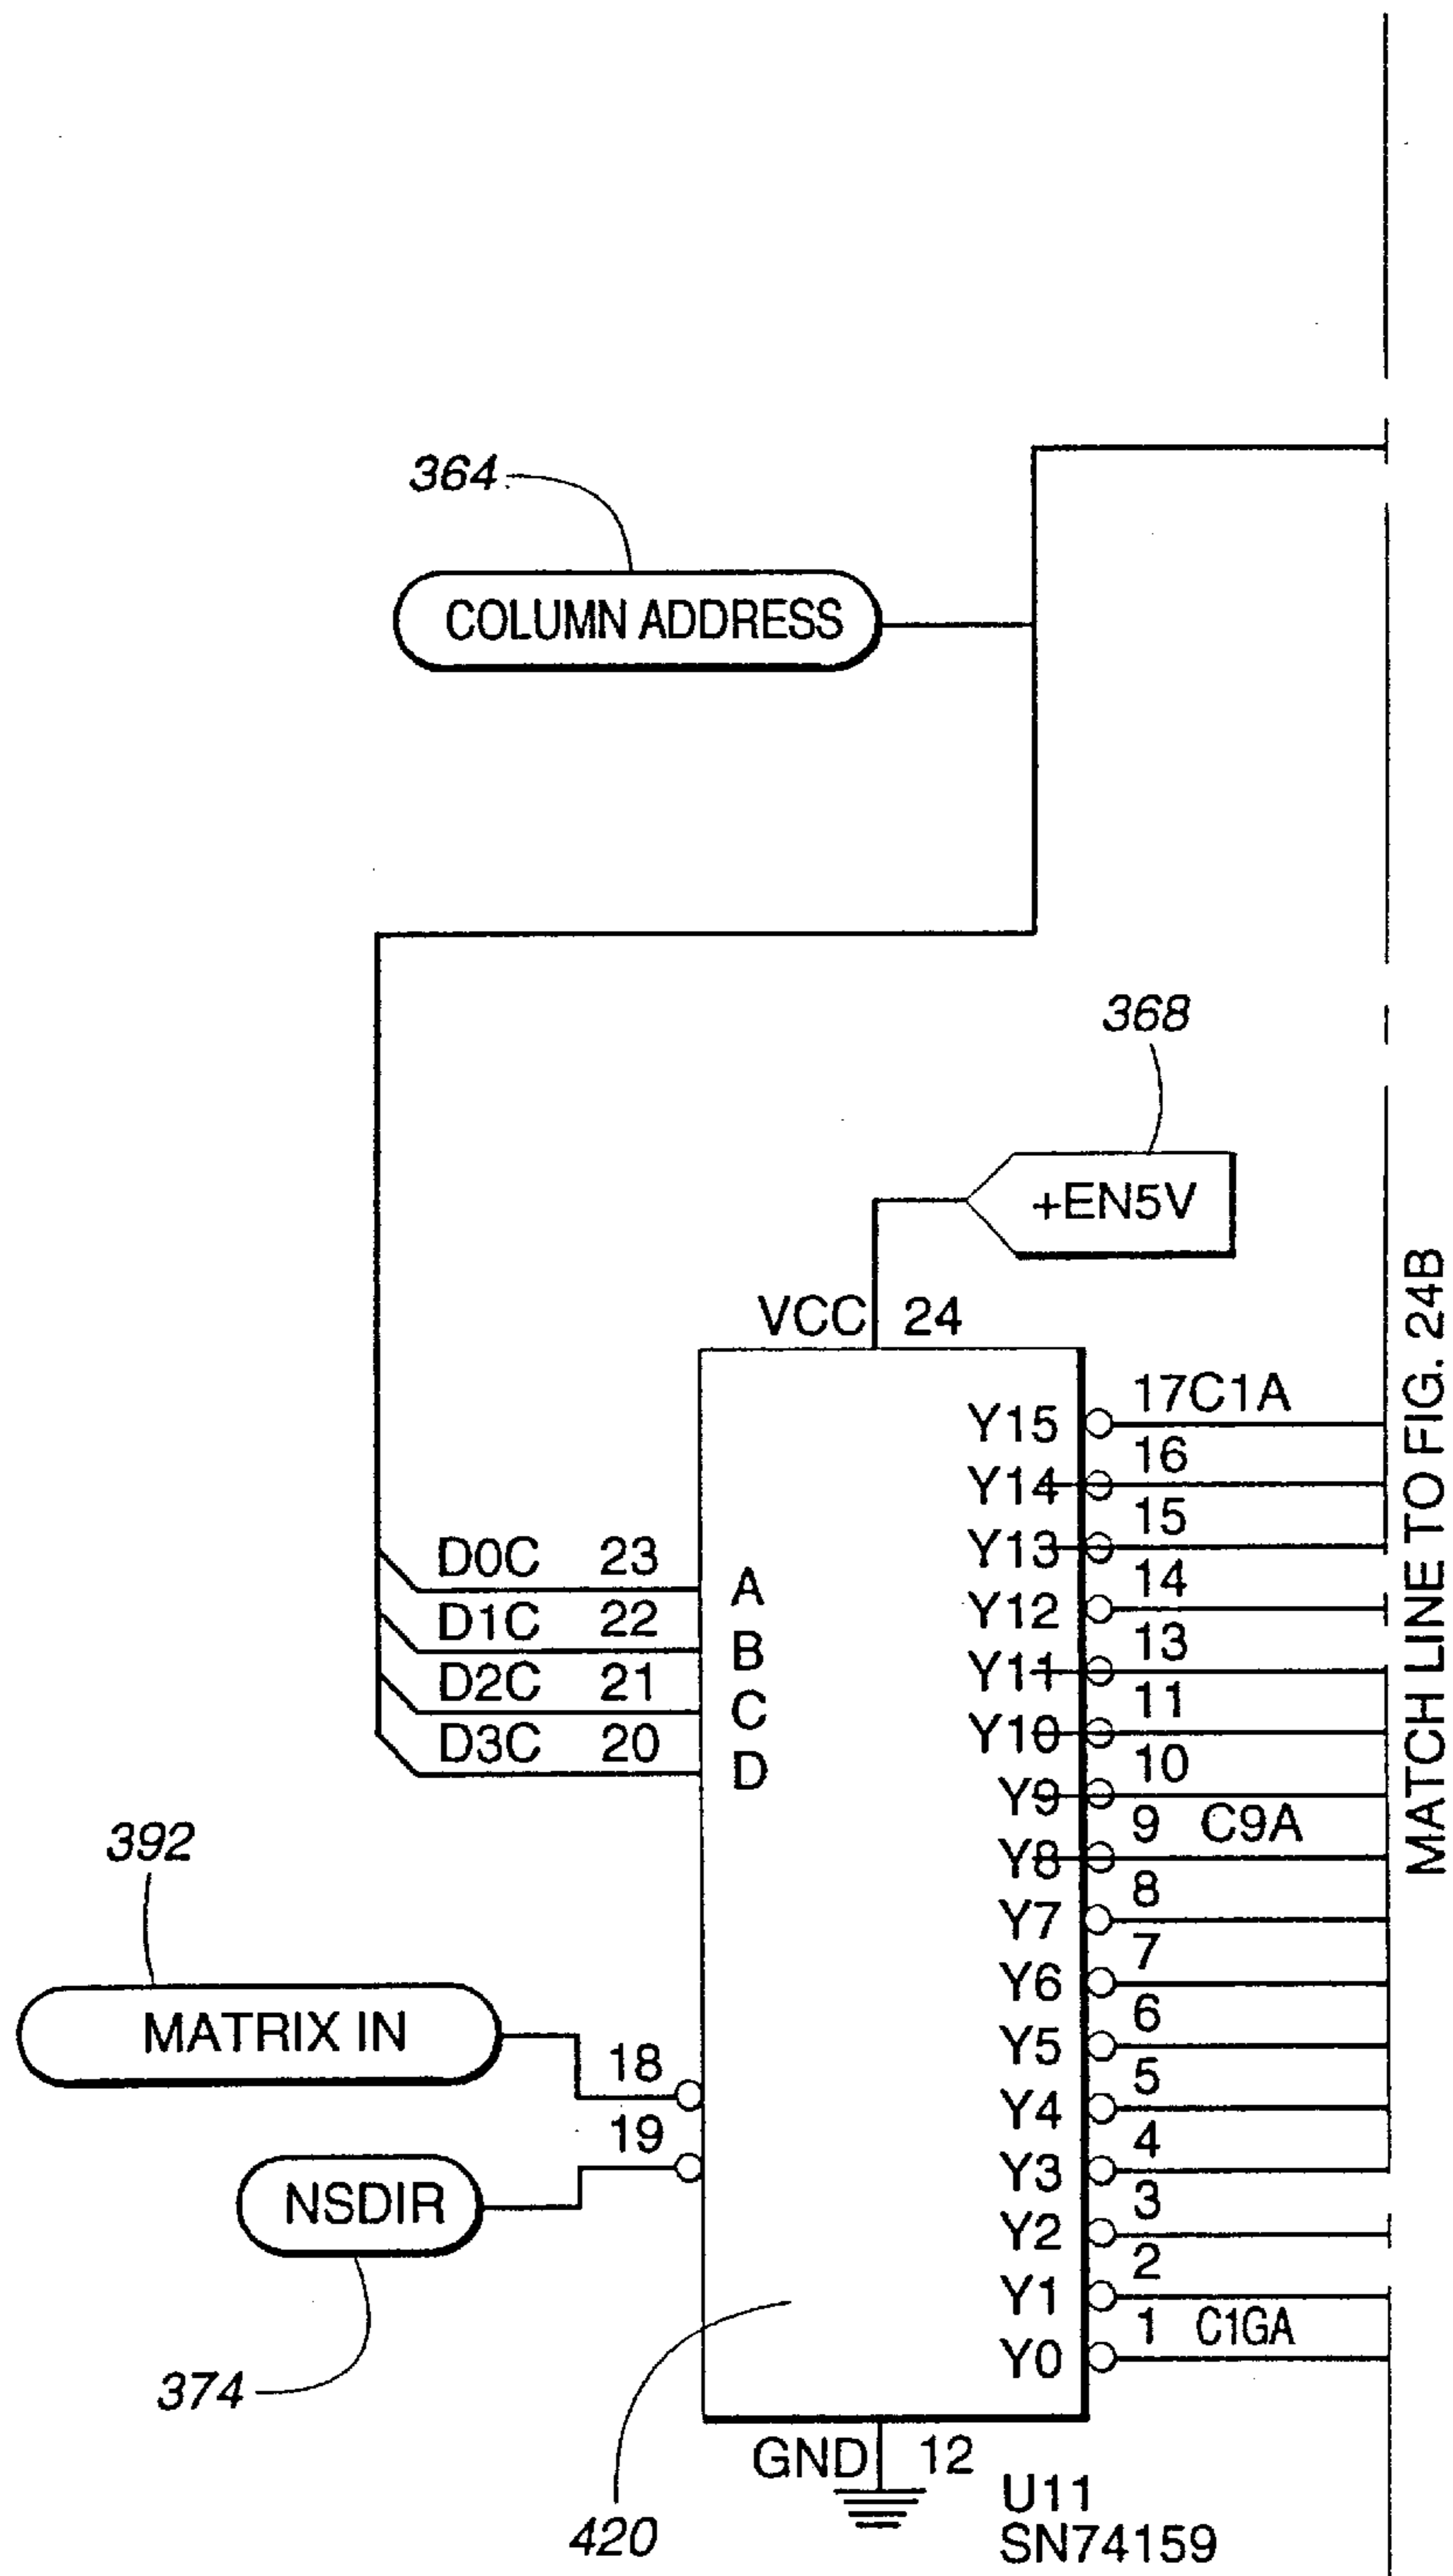 364
COLUMN ADDRESS
368
+EN5V
VCC 24
17C1A
Y15
16
Y14
15
Y13
14
Y12
13
Y11
11
Y10
10
Y9
9 C9A
Y8
8
Y7
7
Y6
6
Y5
5
Y4
4
Y3
3
Y2
2
Y1
1 C1GA
Y0
D0C 23
A
D1C 22
B
D2C 21
C
D3C 20
D
392
MATRIX IN
18
19
NSDIR
374
GND 12
U11
SN74159
420
MATCH LINE TO FIG. 24B